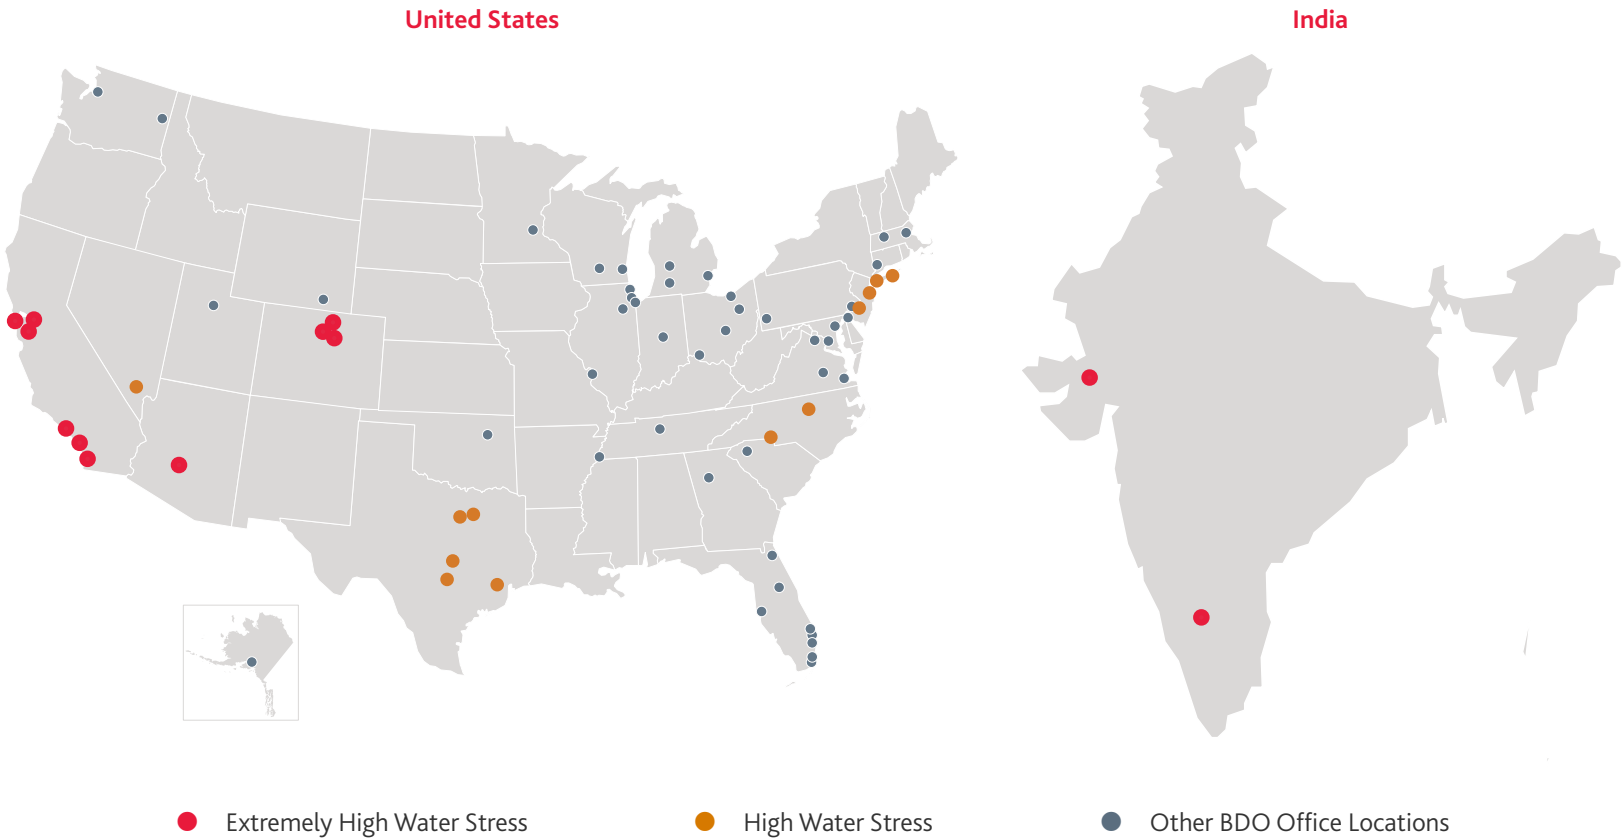 United States
India
Extremely High Water Stress
High Water Stress
Other BDO Office Locations